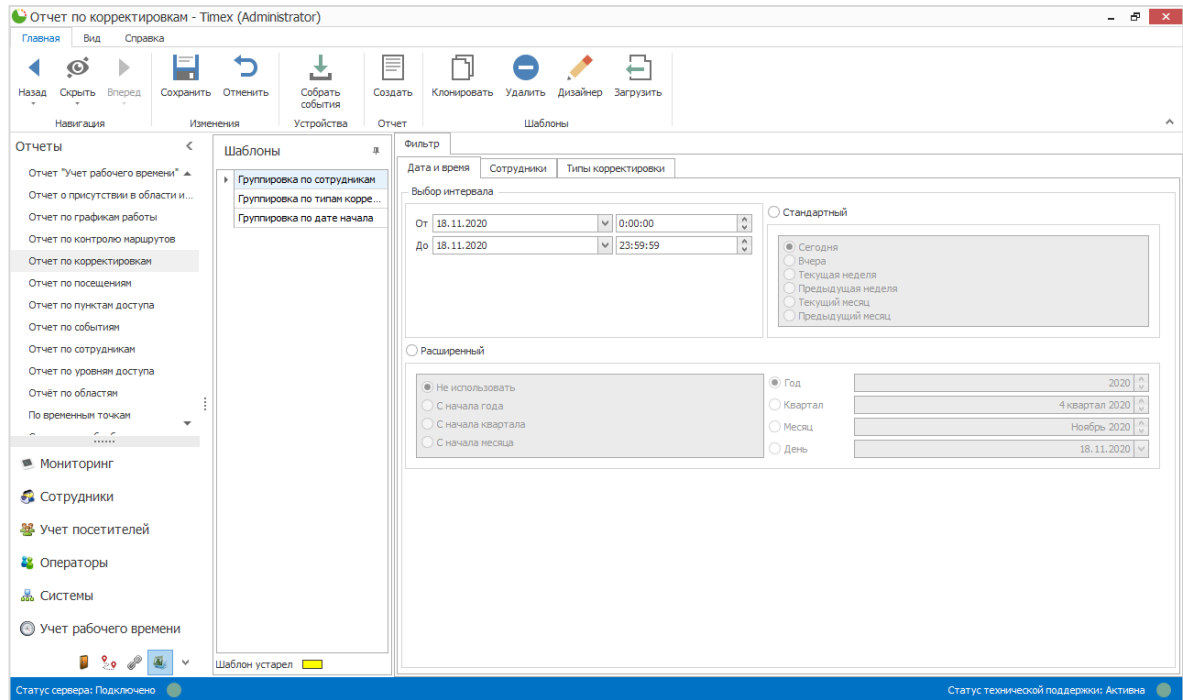 Отчет по корректировкам - Timex (Administrator)
Главная Вид Справка
Назад Скрыть Вперед Сохранить Отменить Собрать события Создать Клонировать Удалить Дизайнер Загрузить
Навигация Изменения Устройства Отчет Шаблоны
Отчеты
Отчет "Учет рабочего времени"
Отчет о присутствии в области и...
Отчет по графикам работы
Отчет по контролю маршрутов
Отчет по корректировкам
Отчет по посещениям
Отчет по пунктам доступа
Отчет по событиям
Отчет по сотрудникам
Отчет по уровням доступа
Отчёт по областям
По временным точкам
Мониторинг
Сотрудники
Учет посетителей
Операторы
Системы
Учет рабочего времени
Шаблоны
Группировка по сотрудникам
Группировка по типам корре...
Группировка по дате начала
Шаблон устарел
Фильтр
Дата и время Сотрудники Типы корректировки
Выбор интервала
От 18.11.2020 0:00:00
До 18.11.2020 23:59:59
Стандартный
Сегодня
Вчера
Текущая неделя
Предыдущая неделя
Текущий месяц
Предыдущий месяц
Расширенный
Не использовать
С начала года
С начала квартала
С начала месяца
Год 2020
Квартал 4 квартал 2020
Месяц Ноябрь 2020
День 18.11.2020
Статус сервера: Подключено Статус технической поддержки: Активна